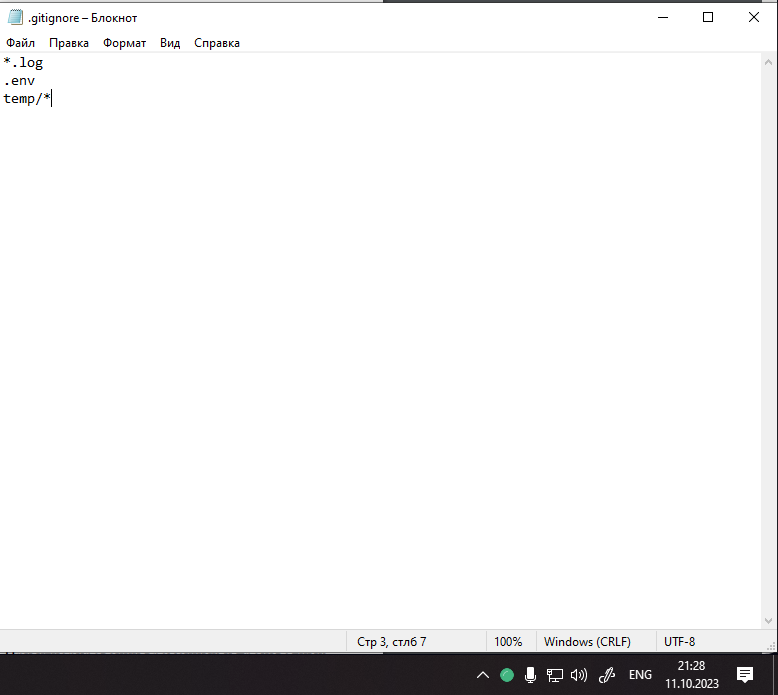 .gitignore – Блокнот
Файл Правка Формат Вид Справка
*.log
.env
temp/*
Стр 3, стлб 7 100% Windows (CRLF) UTF-8
ENG 21:28
11.10.2023